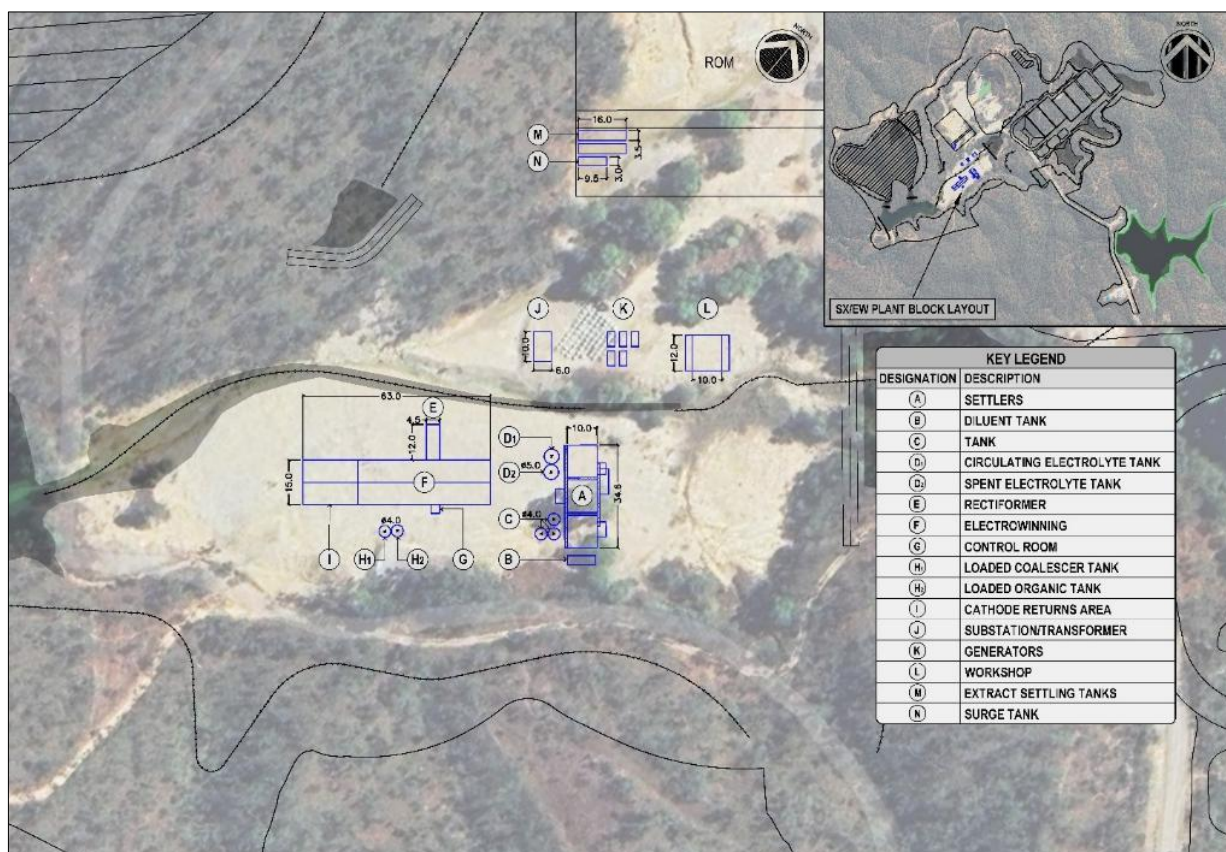 ROM
NORTH
NORTH
SX/EW PLANT BLOCK LAYOUT
M
16.0
3.5
N
9.5
3.0
J
K
L
10.0
6.0
12.0
10.0
63.0
4.5
E
12.0
15.0
F
D1
D2
ø5.0
10.0
A
34.6
C
ø4.0
ø4.0
I
H1
H2
G
B
KEY LEGEND
DESIGNATION DESCRIPTION
A SETTLERS
B DILUENT TANK
C TANK
D1 CIRCULATING ELECTROLYTE TANK
D2 SPENT ELECTROLYTE TANK
E RECTIFORMER
F ELECTROWINNING
G CONTROL ROOM
H1 LOADED COALESCER TANK
H2 LOADED ORGANIC TANK
I CATHODE RETURNS AREA
J SUBSTATION/TRANSFORMER
K GENERATORS
L WORKSHOP
M EXTRACT SETTLING TANKS
N SURGE TANK